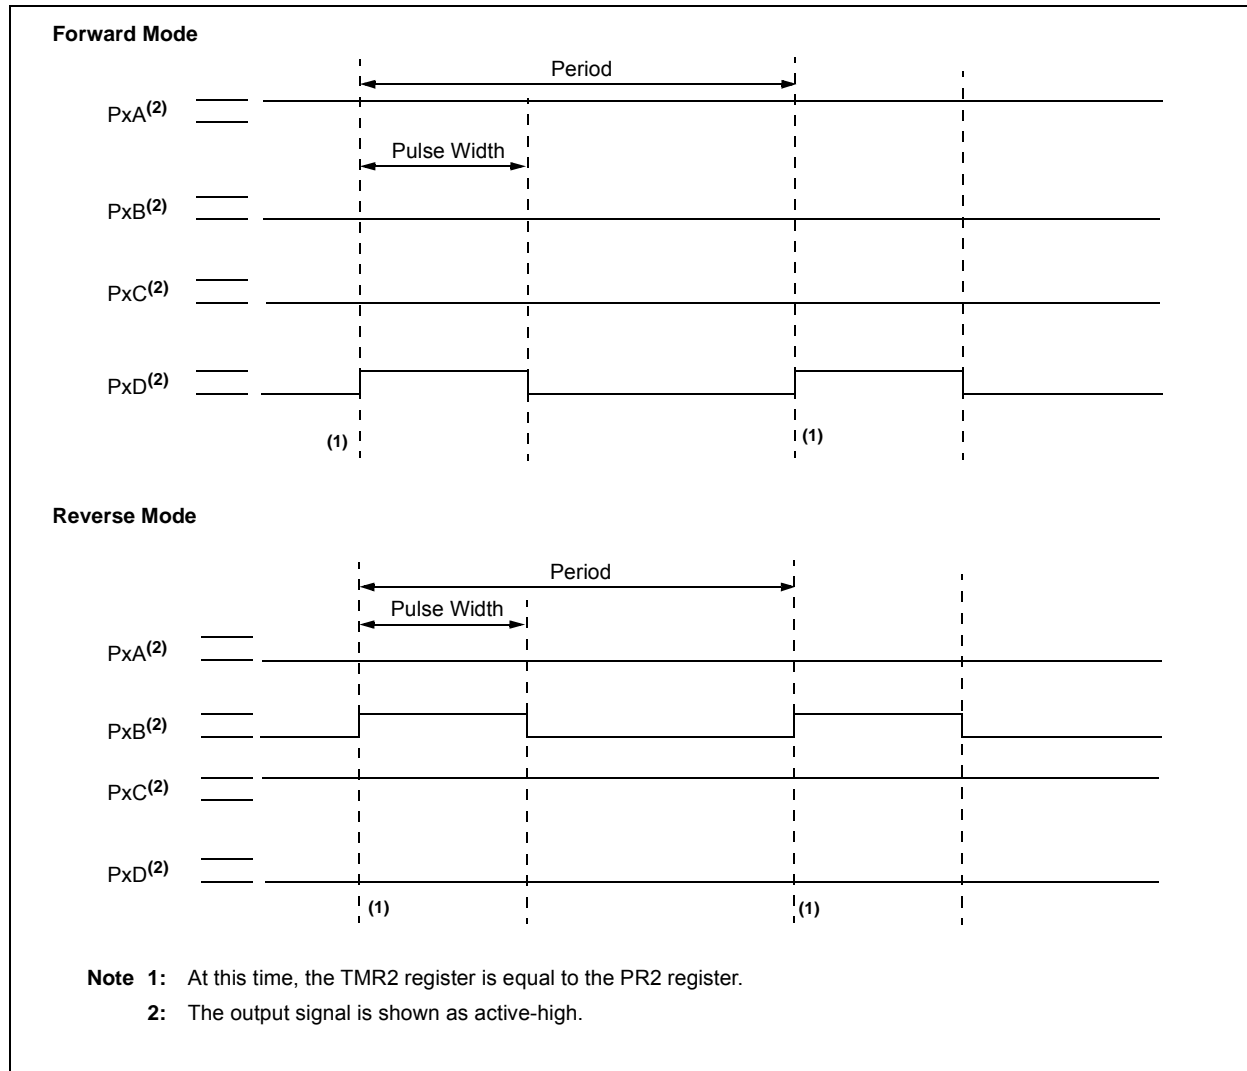 Forward Mode
Period
PxA(2)
Pulse Width
PxB(2)
PxC(2)
PxD(2)
(1)
(1)
Reverse Mode
Period
Pulse Width
PxA(2)
PxB(2)
PxC(2)
PxD(2)
(1)
(1)
Note 1: At this time, the TMR2 register is equal to the PR2 register.
2: The output signal is shown as active-high.